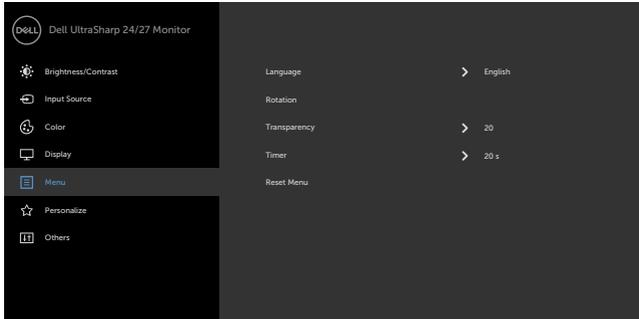 DELL Dell UltraSharp 24/27 Monitor
Brightness/Contrast
Input Source
Color
Display
Menu
Personalize
Others
Language English
Rotation
Transparency 20
Timer 20 s
Reset Menu